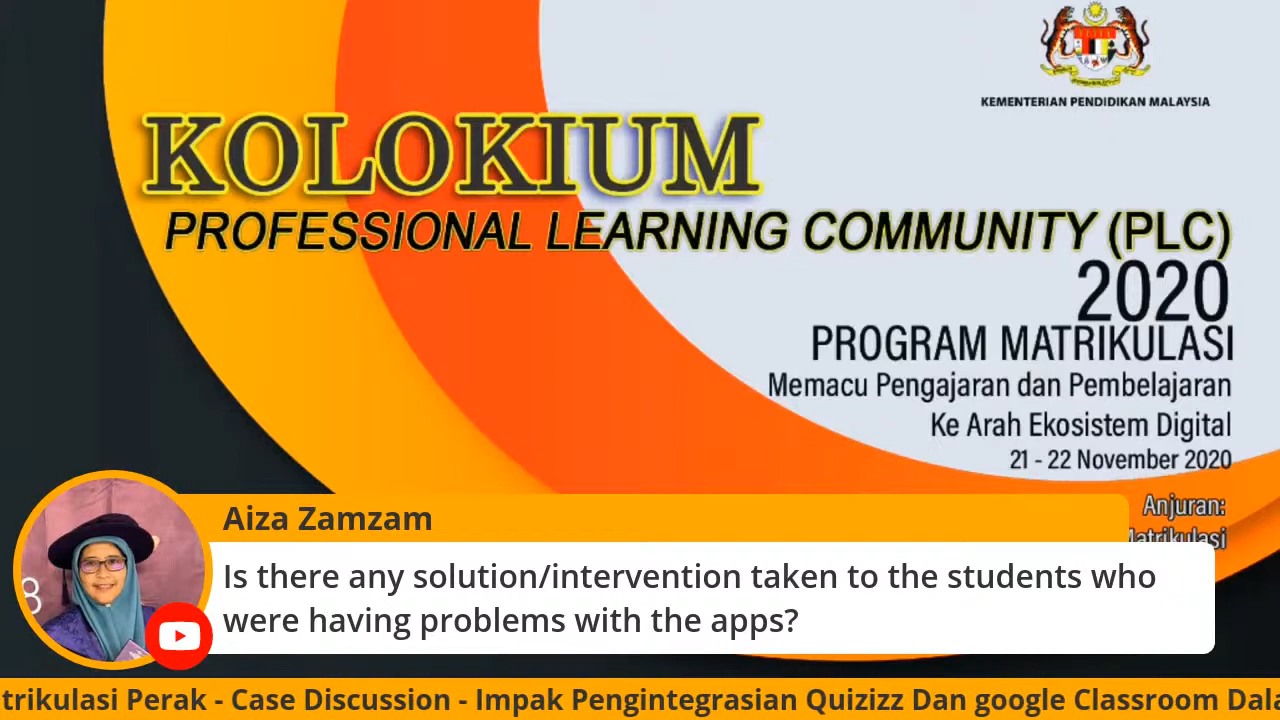 KEMENTERIAN PENDIDIKAN MALAYSIA
KOLOKIUM
PROFESSIONAL LEARNING COMMUNITY (PLC)
2020
PROGRAM MATRIKULASI
Memacu Pengajaran dan Pembelajaran
Ke Arah Ekosistem Digital
21 - 22 November 2020
Anjuran:
Matrikulasi
Aiza Zamzam
Is there any solution/intervention taken to the students who
were having problems with the apps?
trikulasi Perak - Case Discussion - Impak Pengintegrasian Quizizz Dan google Classroom Dala